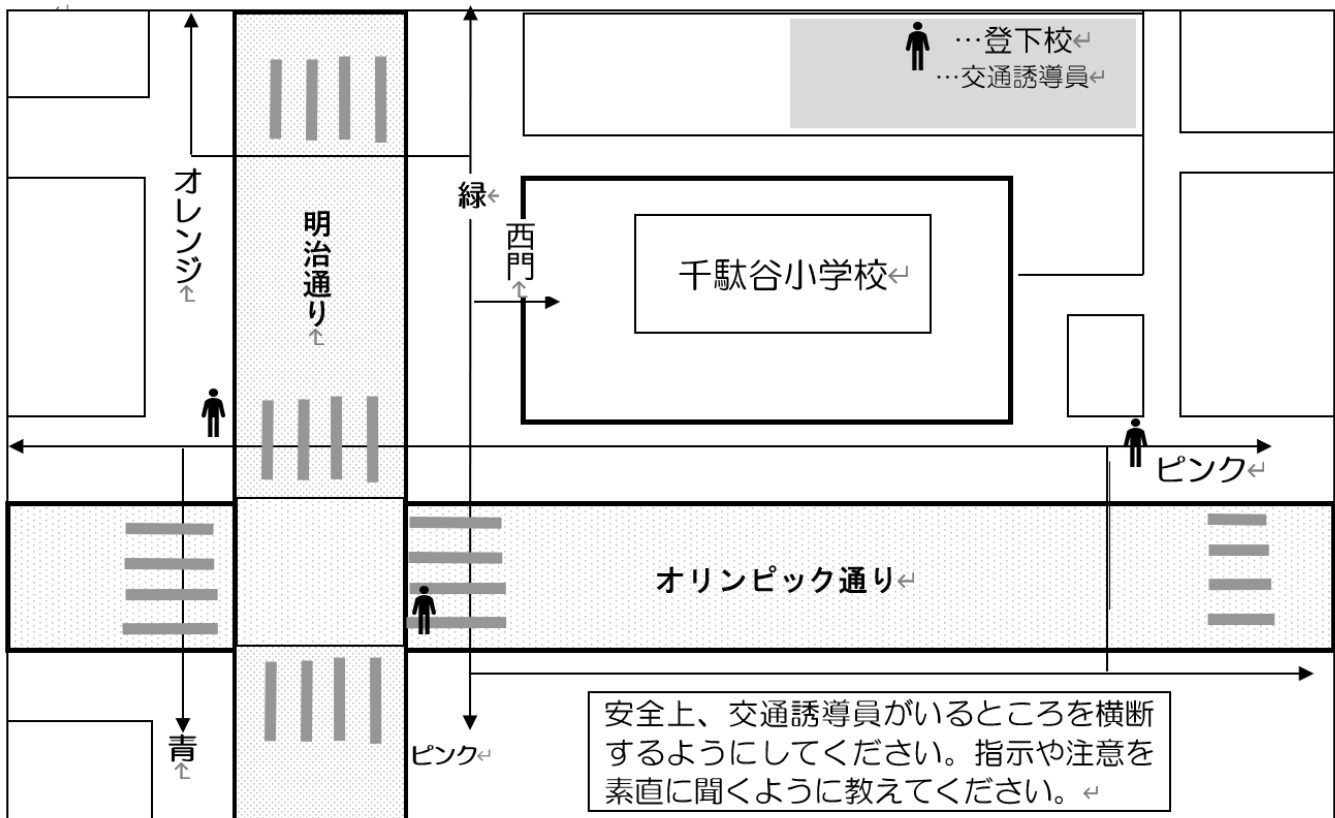 …登下校
…交通誘導員
オレンジ
緑
明治通り
西門
千駄谷小学校
ピンク
オリンピック通り
青
ピンク
安全上、交通誘導員がいるところを横断
するようにしてください。指示や注意を
素直に聞くように教えてください。